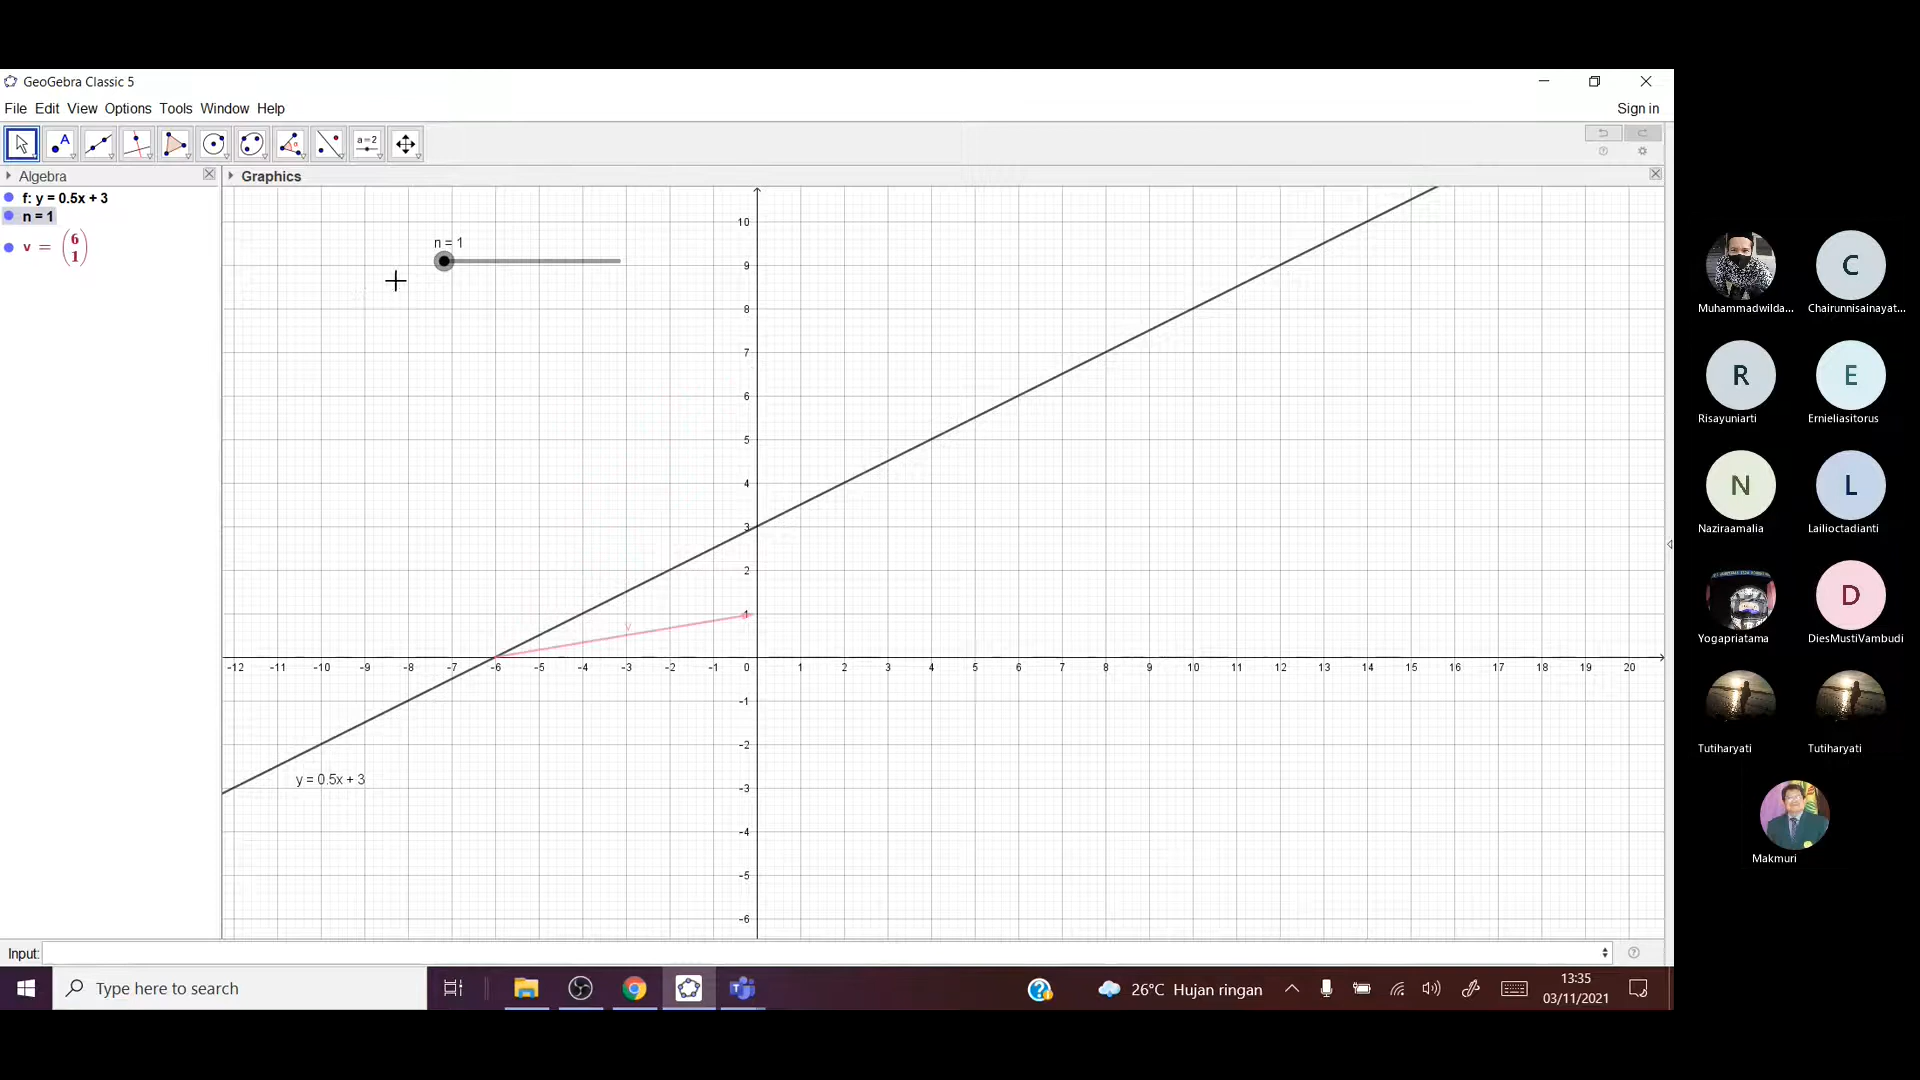 GeoGebra Classic 5
File Edit View Options Tools Window Help
Sign in
A
α
a=2
Algebra
Graphics
f: y = 0.5x + 3
n = 1
v = (6 1)
n = 1
10
9
8
7
6
5
4
3
2
1
v
-12 -11 -10 -9 -8 -7 -6 -5 -4 -3 -2 -1 0 1 2 3 4 5 6 7 8 9 10 11 12 13 14 15 16 17 18 19 20
-1
-2
-3
-4
-5
-6
y = 0.5x + 3
Input:
Type here to search
26°C Hujan ringan
13:35
03/11/2021
Muhammadwilda...
C
Chairunnisainayat...
R
Risayuniarti
E
Ernieliasitorus
N
Naziraamalia
L
Lailioctadianti
Yogapriatama
D
DiesMustiVambudi
Tutiharyati
Tutiharyati
Makmuri